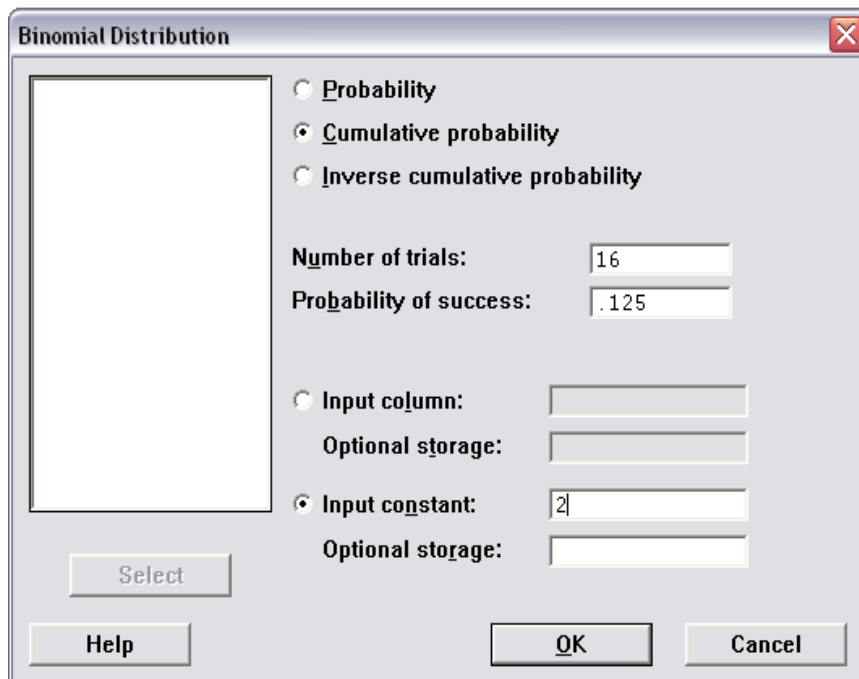 Binomial Distribution
Probability
Cumulative probability
Inverse cumulative probability
Number of trials: 16
Probability of success: .125
Input column:
Optional storage:
Input constant: 2
Optional storage:
Select
Help
OK
Cancel